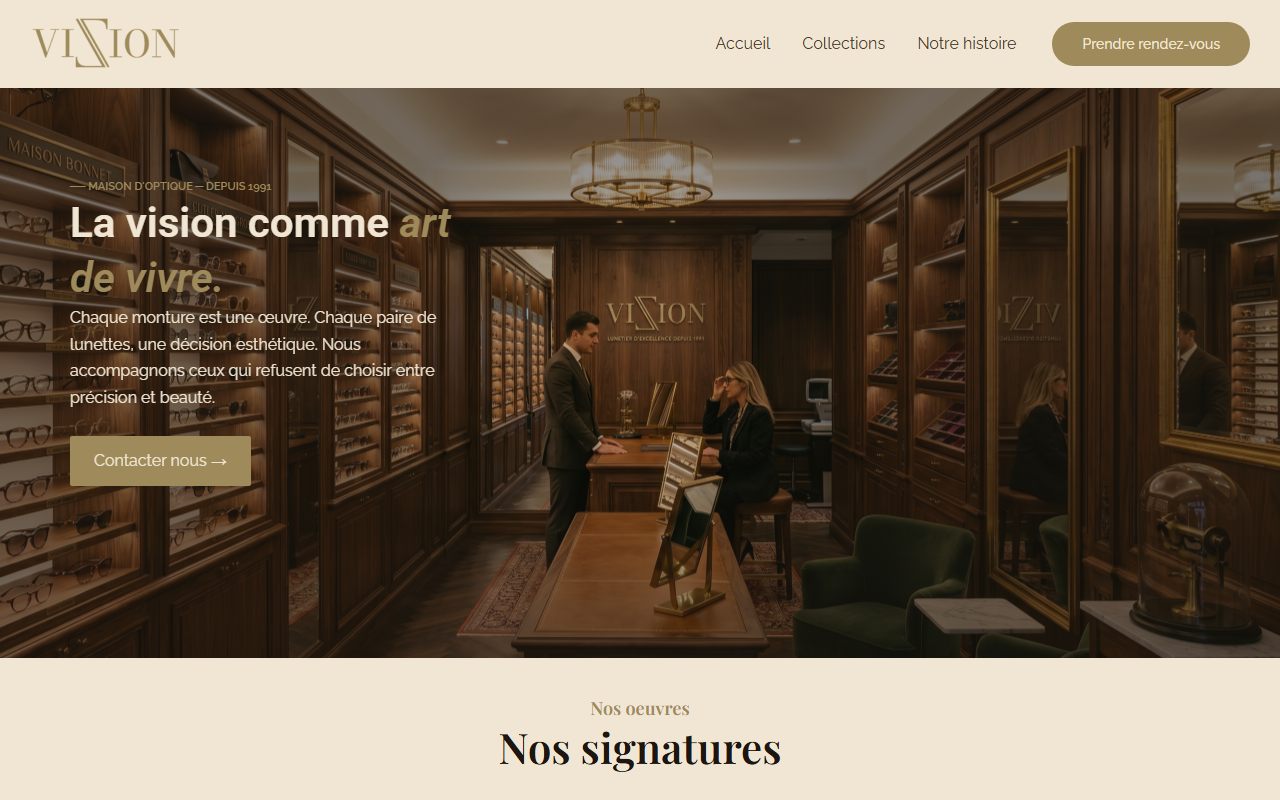 VIZION
Accueil
Collections
Notre histoire
Prendre rendez-vous
MAISON BONNET
— MAISON D'OPTIQUE — DEPUIS 1991
La vision comme art
de vivre.
Chaque monture est une œuvre. Chaque paire de
lunettes, une décision esthétique. Nous
accompagnons ceux qui refusent de choisir entre
précision et beauté.
Contacter nous →
VIZION
LUNETIER D'EXCELLENCE DEPUIS 1991
Nos oeuvres
Nos signatures